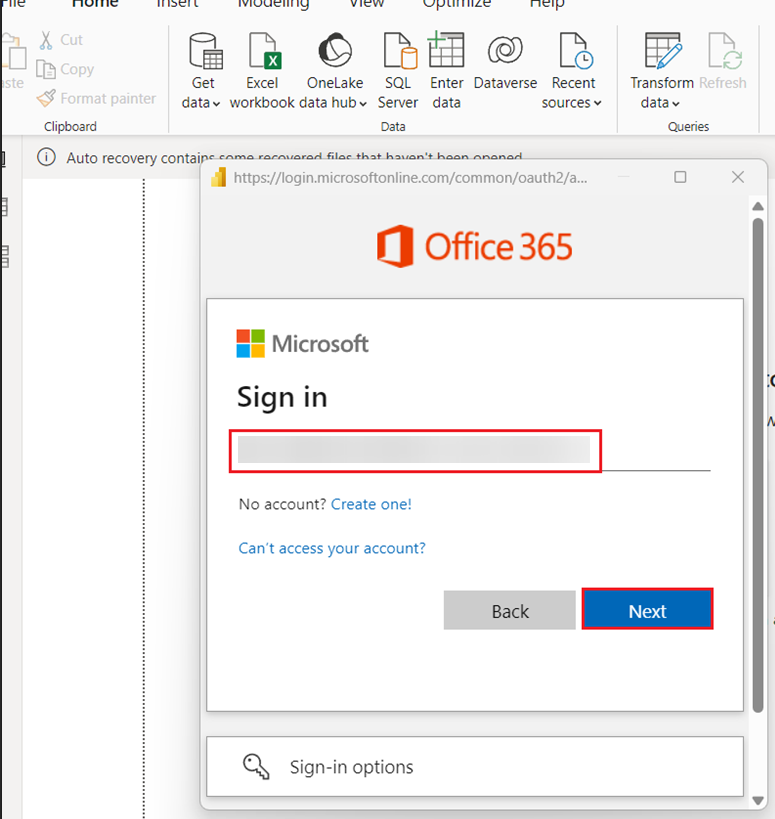 File Home Insert Modeling View Optimize Help
Cut
Copy
Format painter
Clipboard
Get data
Excel workbook
OneLake data hub
SQL Server
Enter data
Dataverse
Recent sources
Data
Transform data
Refresh
Queries
Auto recovery contains some recovered files that haven't been opened
https://login.microsoftonline.com/common/oauth2/a...
Office 365
Microsoft
Sign in
No account? Create one!
Can't access your account?
Back
Next
Sign-in options